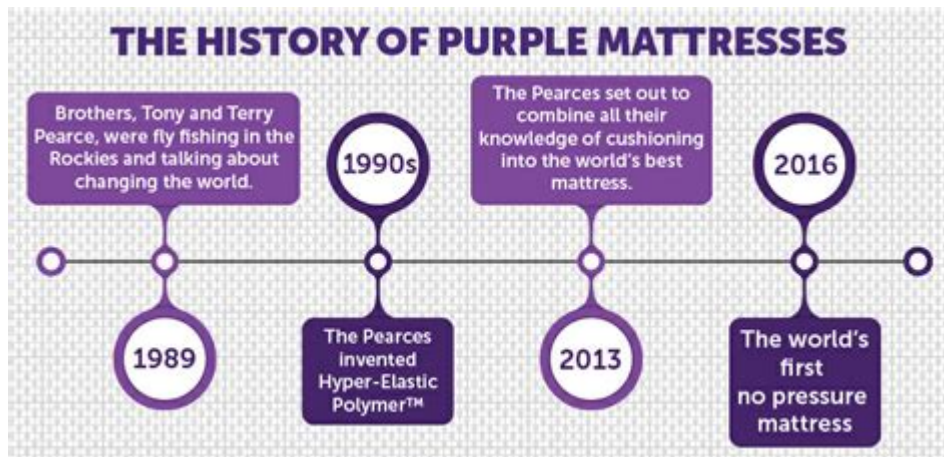 THE HISTORY OF PURPLE MATTRESSES
Brothers, Tony and Terry
Pearce, were fly fishing in the
Rockies and talking about
changing the world.
1989
1990s
The Pearces
invented
Hyper-Elastic
Polymer™
The Pearces set out to
combine all their
knowledge of cushioning
into the world's best
mattress.
2013
2016
The world's
first
no pressure
mattress